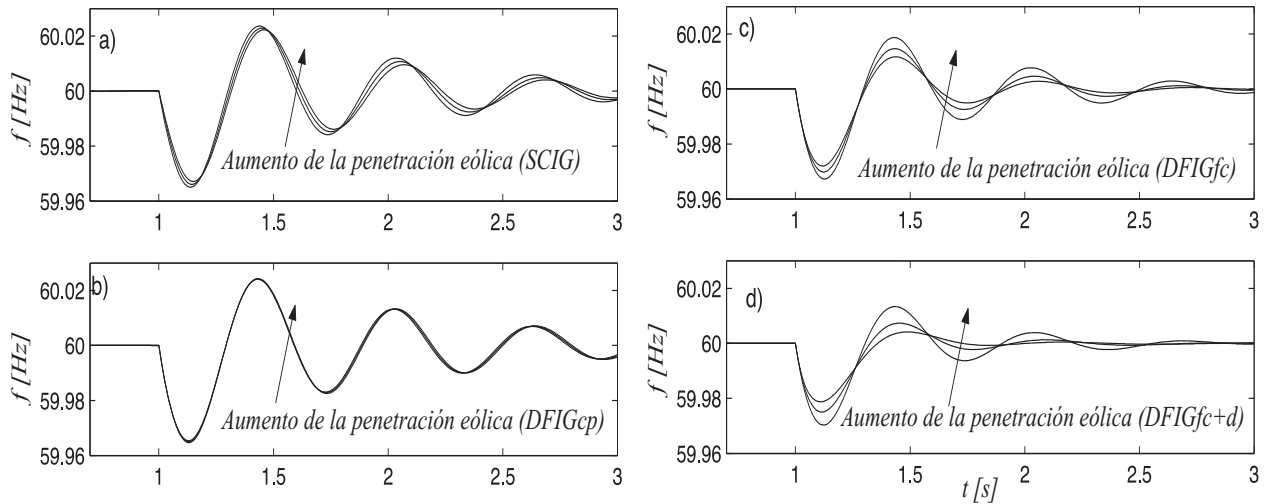 a)
60.02
60
59.98
59.96
f [Hz]
Aumento de la penetración eólica (SCIG)
1
1.5
2
2.5
3
b)
60.02
60
59.98
59.96
f [Hz]
Aumento de la penetración eólica (DFIGcp)
1
1.5
2
2.5
3
c)
60.02
60
59.98
59.96
f [Hz]
Aumento de la penetración eólica (DFIGfc)
1
1.5
2
2.5
3
d)
60.02
60
59.98
59.96
f [Hz]
Aumento de la penetración eólica (DFIGfc+d)
1
1.5
2
2.5
3
t [s]